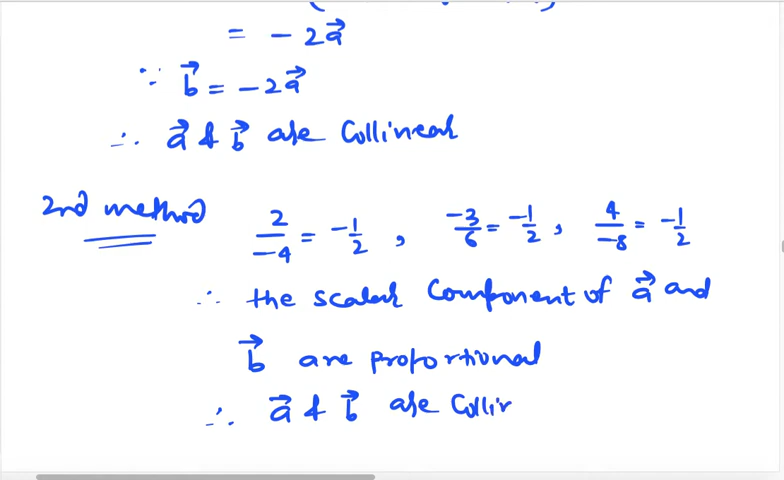 = -2a⃗
∵ b⃗ = -2a⃗
∴ a⃗ & b⃗ are Collinear
2nd method 2/-4 = -1/2, -3/6 = -1/2, 4/-8 = -1/2
∴ the scalar Component of a⃗ and
b⃗ are proportional
∴ a⃗ & b⃗ are Collin